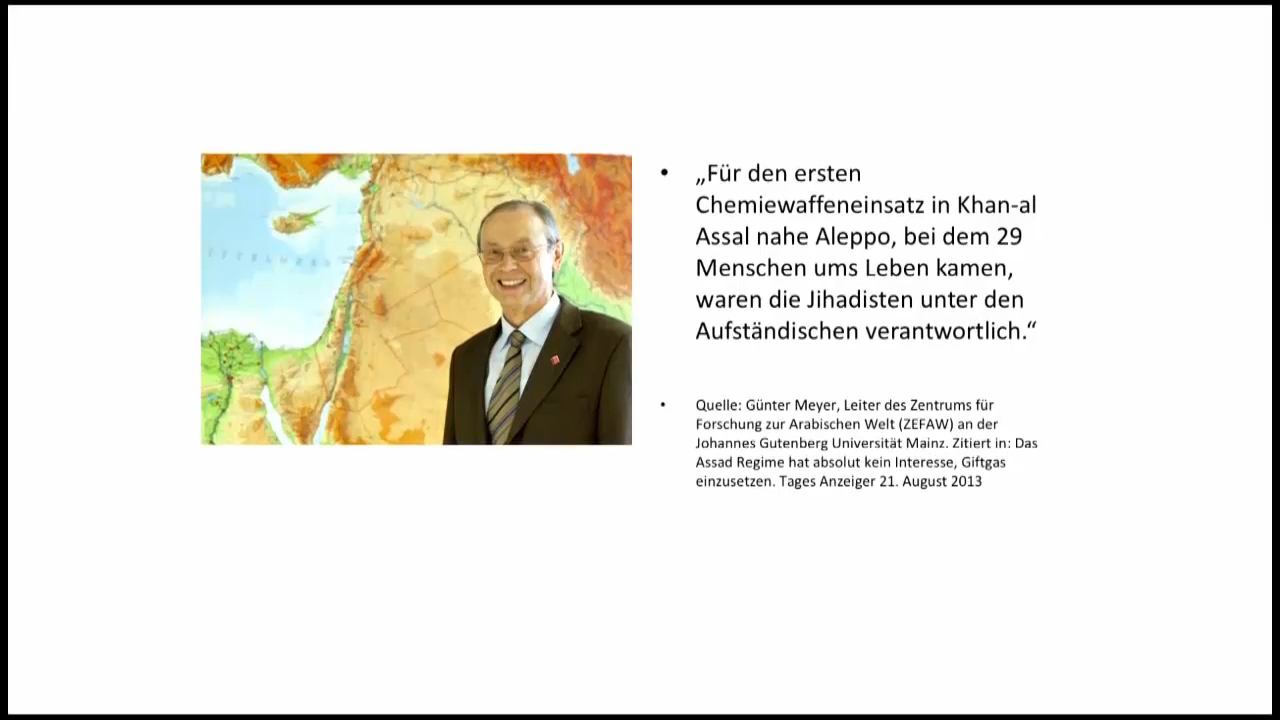 „Für den ersten
Chemiewaffeneinsatz in Khan-al
Assal nahe Aleppo, bei dem 29
Menschen ums Leben kamen,
waren die Jihadisten unter den
Aufständischen verantwortlich.“
Quelle: Günter Meyer, Leiter des Zentrums für
Forschung zur Arabischen Welt (ZEFAW) an der
Johannes Gutenberg Universität Mainz. Zitiert in: Das
Assad Regime hat absolut kein Interesse, Giftgas
einzusetzen. Tages Anzeiger 21. August 2013